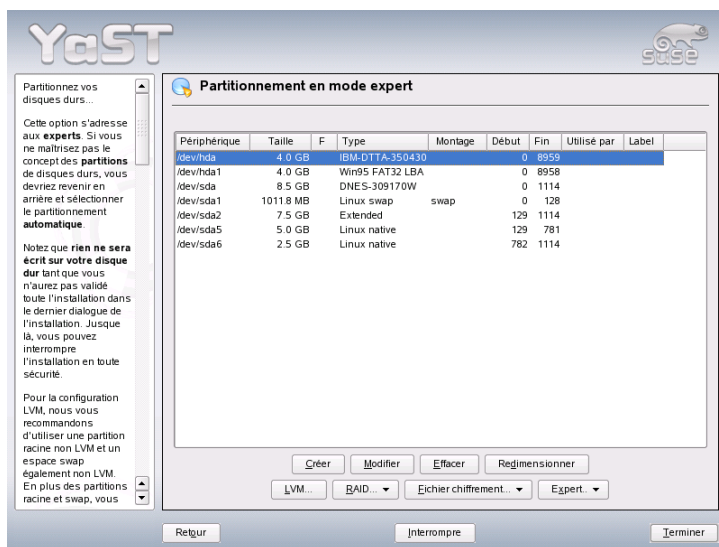 YaST
SUSE
Partitionnez vos
disques durs...
Cette option s'adresse
aux experts. Si vous
ne maîtrisez pas le
concept des partitions
de disques durs, vous
devriez revenir en
arrière et sélectionner
le partitionnement
automatique.
Notez que rien ne sera
écrit sur votre disque
dur tant que vous
n'aurez pas validé
toute l'installation dans
le dernier dialogue de
l'installation. Jusque
là, vous pouvez
interrompre
l'installation en toute
sécurité.
Pour la configuration
LVM, nous vous
recommandons
d'utiliser une partition
racine non LVM et un
espace swap
également non LVM.
En plus des partitions
racine et swap, vous
Partitionnement en mode expert
Périphérique Taille F Type Montage Début Fin Utilisé par Label
/dev/hda 4.0 GB IBM-DTTA-350430 0 8959
/dev/hda1 4.0 GB Win95 FAT32 LBA 0 8958
/dev/sda 8.5 GB DNES-309170W 0 1114
/dev/sda1 1011.8 MB Linux swap swap 0 128
/dev/sda2 7.5 GB Extended 129 1114
/dev/sda5 5.0 GB Linux native 129 781
/dev/sda6 2.5 GB Linux native 782 1114
Créer Modifier Effacer Redimensionner
LVM... RAID... Fichier chiffrement... Expert..
Retour Interrompre Terminer